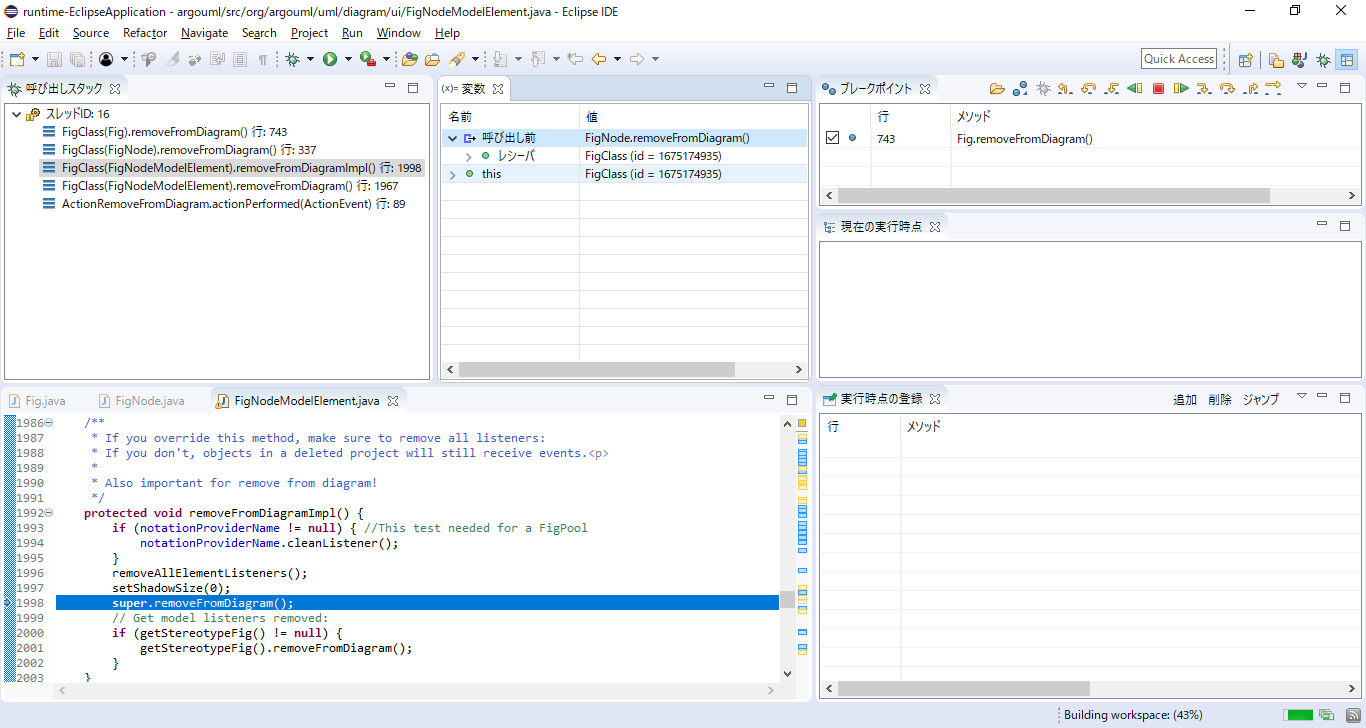 runtime-EclipseApplication - argouml/src/org/argouml/uml/diagram/ui/FigNodeModelElement.java - Eclipse IDE
File Edit Source Refactor Navigate Search Project Run Window Help
Quick Access
呼び出しスタック
スレッドID: 16
FigClass(Fig).removeFromDiagram() 行: 743
FigClass(FigNode).removeFromDiagram() 行: 337
FigClass(FigNodeModelElement).removeFromDiagramImpl() 行: 1998
FigClass(FigNodeModelElement).removeFromDiagram() 行: 1967
ActionRemoveFromDiagram.actionPerformed(ActionEvent) 行: 89
(x)= 変数
名前 値
呼び出し前 FigNode.removeFromDiagram()
レシーバ FigClass (id = 1675174935)
this FigClass (id = 1675174935)
ブレークポイント
行 メソッド
743 Fig.removeFromDiagram()
現在の実行時点
Fig.java FigNode.java FigNodeModelElement.java
1986 /**
1987 * If you override this method, make sure to remove all listeners:
1988 * If you don't, objects in a deleted project will still receive events.<p>
1989 *
1990 * Also important for remove from diagram!
1991 */
1992 protected void removeFromDiagramImpl() {
1993 if (notationProviderName != null) { //This test needed for a FigPool
1994 notationProviderName.cleanListener();
1995 }
1996 removeAllElementListeners();
1997 setShadowSize(0);
1998 super.removeFromDiagram();
1999 // Get model listeners removed:
2000 if (getStereotypeFig() != null) {
2001 getStereotypeFig().removeFromDiagram();
2002 }
2003 }
実行時点の登録 追加 削除 ジャンプ
行 メソッド
Building workspace: (43%)